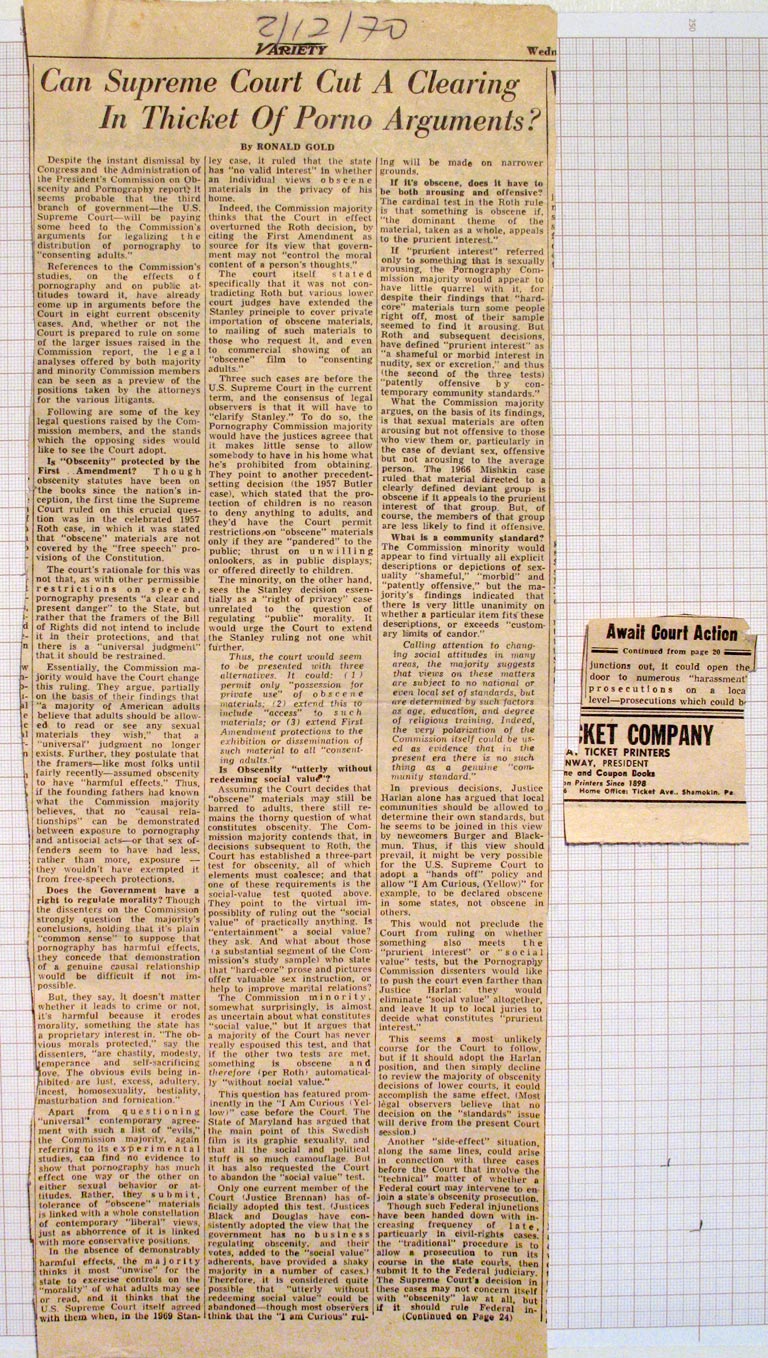 2/12/70
VARIETY
Wedn
Can Supreme Court Cut A Clearing
In Thicket Of Porno Arguments?
By RONALD GOLD
Despite the instant dismissal by
Congress and the Administration of
the President's Commission on Ob-
scenity and Pornography report, it
seems probable that the third
branch of government—the U.S.
Supreme Court—will be paying
some heed to the Commission's
arguments for legalizing the
distribution of pornography to
"consenting adults."
References to the Commission's
studies, on the effects of
pornography and on public at-
titudes toward it, have already
come up in arguments before the
Court in eight current obscenity
cases. And, whether or not the
Court is prepared to rule on some
of the larger issues raised in the
Commission report, the legal
analyses offered by both majority
and minority Commission members
can be seen as a preview of the
positions taken by the attorneys
for the various litigants.
Following are some of the key
legal questions raised by the Com-
mission members, and the stands
which the opposing sides would
like to see the Court adopt.
Is "Obscenity" protected by the
First Amendment? Though
obscenity statutes have been on
the books since the nation's in-
ception, the first time the Supreme
Court ruled on this crucial ques-
tion was in the celebrated 1957
Roth case, in which it was stated
that "obscene" materials are not
covered by the "free speech" pro-
visions of the Constitution.
The court's rationale for this was
not that, as with other permissible
restrictions on speech,
pornography presents "a clear and
present danger" to the State, but
rather that the framers of the Bill
of Rights did not intend to include
it in their protections, and that
there is a "universal judgment"
that it should be restrained.
Essentially, the Commission ma-
jority would have the Court change
this ruling. They argue, partially
on the basis of their findings that
"a majority of American adults
believe that adults should be allow-
ed to read or see any sexual
materials they wish," that a
"universal" judgment no longer
exists. Further, they postulate that
the framers—like most folks until
fairly recently—assumed obscenity
to have "harmful effects." Thus,
if the founding fathers had known
what the Commission majority
believes, that no "causal rela-
tionships" can be demonstrated
between exposure to pornography
and antisocial acts—or that sex of-
fenders seem to have had less,
rather than more, exposure —
they wouldn't have exempted it
from free-speech protections.
Does the Government have a
right to regulate morality? Though
the dissenters on the Commission
strongly question the majority's
conclusions, holding that it's plain
"common sense" to suppose that
pornography has harmful effects,
they concede that demonstration
of a genuine causal relationship
would be difficult if not im-
possible.
But, they say, it doesn't matter
whether it leads to crime or not,
it's harmful because it erodes
morality, something the state has
a proprietary interest in. "The ob-
vious morals protected," say the
dissenters, "are chastity, modesty,
temperance and self-sacrificing
love. The obvious evils being in-
hibited are lust, excess, adultery,
incest, homosexuality, bestiality,
masturbation and fornication."
Apart from questioning
"universal" contemporary agree-
ment with such a list of "evils,"
the Commission majority, again
referring to its experimental
studies, can find no evidence to
show that pornography has much
effect one way or the other on
either sexual behavior or at-
titudes. Rather, they submit,
tolerance of "obscene" materials
is linked with a whole constellation
of contemporary "liberal" views,
just as abhorrence of it is linked
with more conservative positions.
In the absence of demonstrably
harmful effects, the majority
thinks it most "unwise" for the
state to exercise controls on the
"morality" of what adults may see
or read, and it thinks that the
U.S. Supreme Court itself agreed
with them when, in the 1969 Stan-
ley case, it ruled that the state
has "no valid interest" in whether
an individual views obscene
materials in the privacy of his
home.
Indeed, the Commission majority
thinks that the Court in effect
overturned the Roth decision, by
citing the First Amendment as
source for its view that govern-
ment may not "control the moral
content of a person's thoughts."
The court itself stated
specifically that it was not con-
tradicting Roth but various lower
court judges have extended the
Stanley principle to cover private
importation of obscene materials,
to mailing of such materials to
those who request it, and even
to commercial showing of an
"obscene" film to "consenting
adults."
Three such cases are before the
U.S. Supreme Court in the current
term, and the consensus of legal
observers is that it will have to
"clarify Stanley." To do so, the
Pornography Commission majority
would have the justices agree that
it makes little sense to allow
somebody to have in his home what
he's prohibited from obtaining.
They point to another precedent-
setting decision (the 1957 Butler
case), which stated that the pro-
tection of children is no reason
to deny anything to adults, and
they'd have the Court permit
restrictions on "obscene" materials
only if they are "pandered" to the
public; thrust on unwilling
onlookers, as in public displays;
or offered directly to children.
The minority, on the other hand,
sees the Stanley decision essen-
tially as a "right of privacy" case
unrelated to the question of
regulating "public" morality. It
would urge the Court to extend
the Stanley ruling not one whit
further.
Thus, the court would seem
to be presented with three
alternatives. It could: (1)
permit only "possession for
private use" of obscene
materials; (2) extend this to
include "access" to such
materials; or (3) extend First
Amendment protections to the
exhibition or dissemination of
such material to all "consent-
ing adults."
Is Obscenity "utterly without
redeeming social value"?
Assuming the Court decides that
"obscene" materials may still be
barred to adults, there still re-
mains the thorny question of what
constitutes obscenity. The Com-
mission majority contends that, in
decisions subsequent to Roth, the
Court has established a three-part
test for obscenity, all of which
elements must coalesce; and that
one of these requirements is the
social-value test quoted above.
They point to the virtual im-
possiblity of ruling out the "social
value" of practically anything. Is
"entertainment" a social value?
they ask. And what about those
(a substantial segment of the Com-
mission's study sample) who state
that "hard-core" prose and pictures
offer valuable sex instruction, or
help to improve marital relations?
The Commission minority,
somewhat surprisingly, is almost
as uncertain about what constitutes
"social value," but it argues that
a majority of the Court has never
really espoused this test, and that
if the other two tests are met,
something is obscene and
therefore (per Roth) automatical-
ly "without social value."
This question has featured prom-
inently in the "I Am Curious (Yel-
low)" case before the Court. The
State of Maryland has argued that
the main point of this Swedish
film is its graphic sexuality, and
that all the social and political
stuff is so much camouflage. But
it has also requested the Court
to abandon the "social value" test.
Only one current member of the
Court (Justice Brennan) has of-
ficially adopted this test. (Justices
Black and Douglas have con-
sistently adopted the view that the
government has no business
regulating obscenity, and their
votes, added to the "social value"
adherents, have provided a shaky
majority in a number of cases.)
Therefore, it is considered quite
possible that "utterly without
redeeming social value" could be
abandoned—though most observers
think that the "I am Curious" rul-
ing will be made on narrower
grounds.
If it's obscene, does it have to
be both arousing and offensive?
The cardinal test in the Roth rule
is that something is obscene if,
"the dominant theme of the
material, taken as a whole, appeals
to the prurient interest."
If "prurient interest" referred
only to something that is sexually
arousing, the Pornography Com-
mission majority would appear to
have little quarrel with it, for
despite their findings that "hard-
core" materials turn some people
right off, most of their sample
seemed to find it arousing. But
Roth and subsequent decisions,
have defined "prurient interest" as
"a shameful or morbid interest in
nudity, sex or excretion," and thus
(the second of the three tests)
"patently offensive by con-
temporary community standards."
What the Commission majority
argues, on the basis of its findings,
is that sexual materials are often
arousing but not offensive to those
who view them or, particularly in
the case of deviant sex, offensive
but not arousing to the average
person. The 1966 Mishkin case
ruled that material directed to a
clearly defined deviant group is
obscene if it appeals to the prurient
interest of that group. But, of
course, the members of that group
are less likely to find it offensive.
What is a community standard?
The Commission minority would
appear to find virtually all explicit
descriptions or depictions of sex-
uality "shameful," "morbid" and
"patently offensive," but the ma-
jority's findings indicated that
there is very little unanimity on
whether a particular item fits these
descriptions, or exceeds "custom-
ary limits of candor."
Calling attention to chang-
ing social attitudes in many
areas, the majority suggests
that views on these matters
are subject to no national or
even local set of standards, but
are determined by such factors
as age, education, and degree
of religious training. Indeed,
the very polarization of the
Commission itself could be us-
ed as evidence that in the
present era there is no such
thing as a genuine "com-
munity standard."
In previous decisions, Justice
Harlan alone has argued that local
communities should be allowed to
determine their own standards, but
he seems to be joined in this view
by newcomers Burger and Black-
mun. Thus, if this view should
prevail, it might be very possible
for the U.S. Supreme Court to
adopt a "hands off" policy and
allow "I Am Curious, (Yellow)" for
example, to be declared obscene
in some states, not obscene in
others.
This would not preclude the
Court from ruling on whether
something also meets the
"prurient interest" or "social
value" tests, but the Pornography
Commission dissenters would like
to push the court even farther than
Justice Harlan: they would
eliminate "social value" altogether,
and leave it up to local juries to
decide what constitutes "prurient
interest."
This seems a most unlikely
course for the Court to follow,
but if it should adopt the Harlan
position, and then simply decline
to review the majority of obscenity
decisions of lower courts, it could
accomplish the same effect. (Most
legal observers believe that no
decision on the "standards" issue
will derive from the present Court
session.)
Another "side-effect" situation,
along the same lines, could arise
in connection with three cases
before the Court that involve the
"technical" matter of whether a
Federal court may intervene to en-
join a state's obscenity prosecution.
Though such Federal injunctions
have been handed down with in-
creasing frequency of late,
particuarly in civil-rights cases,
the "traditional" procedure is to
allow a prosecution to run its
course in the state courts, then
submit it to the Federal judiciary.
The Supreme Court's decision in
these cases may not concern itself
with "obscenity" law at all, but
if it should rule Federal in-
(Continued on Page 24)
Await Court Action
Continued from page 20
junctions out, it could open the
door to numerous "harassment"
prosecutions on a loca
level—prosecutions which could b
CKET COMPANY
A. TICKET PRINTERS
NWAY, PRESIDENT
ne and Coupon Books
on Printers Since 1898
6 Home Office: Ticket Ave., Shamokin, Pa.
250